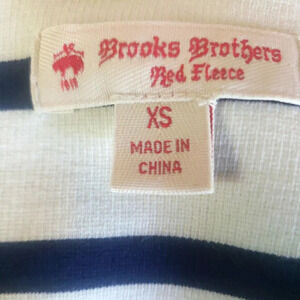 Brooks Brothers
Red Fleece
XS
MADE IN
CHINA